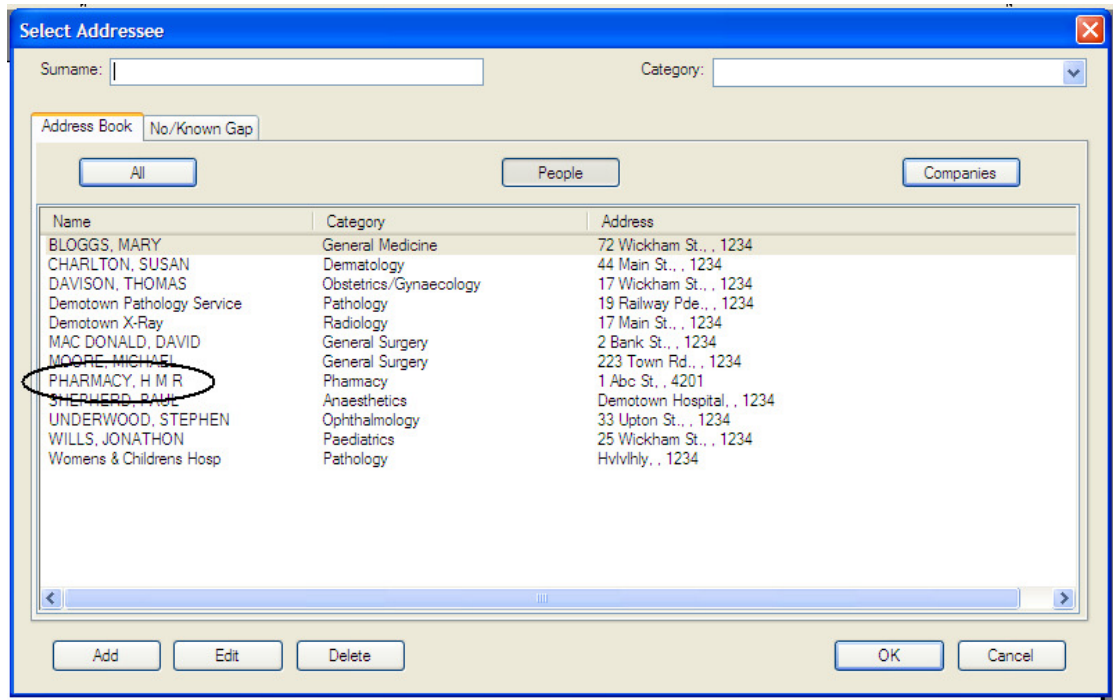 Select Addressee
Surname: Category:
Address Book No/Known Gap
All People Companies
Name Category Address
BLOGGS, MARY General Medicine 72 Wickham St., , 1234
CHARLTON, SUSAN Dermatology 44 Main St., , 1234
DAVISON, THOMAS Obstetrics/Gynaecology 17 Wickham St., , 1234
Demotown Pathology Service Pathology 19 Railway Pde., , 1234
Demotown X-Ray Radiology 17 Main St., , 1234
MAC DONALD, DAVID General Surgery 2 Bank St., , 1234
MOORE, MICHAEL General Surgery 223 Town Rd., , 1234
PHARMACY, H M R Pharmacy 1 Abc St, , 4201
SHEPHERD, PAUL Anaesthetics Demotown Hospital, , 1234
UNDERWOOD, STEPHEN Ophthalmology 33 Upton St., , 1234
WILLS, JONATHON Paediatrics 25 Wickham St., , 1234
Womens & Childrens Hosp Pathology Hvlvlhly, , 1234
Add Edit Delete OK Cancel